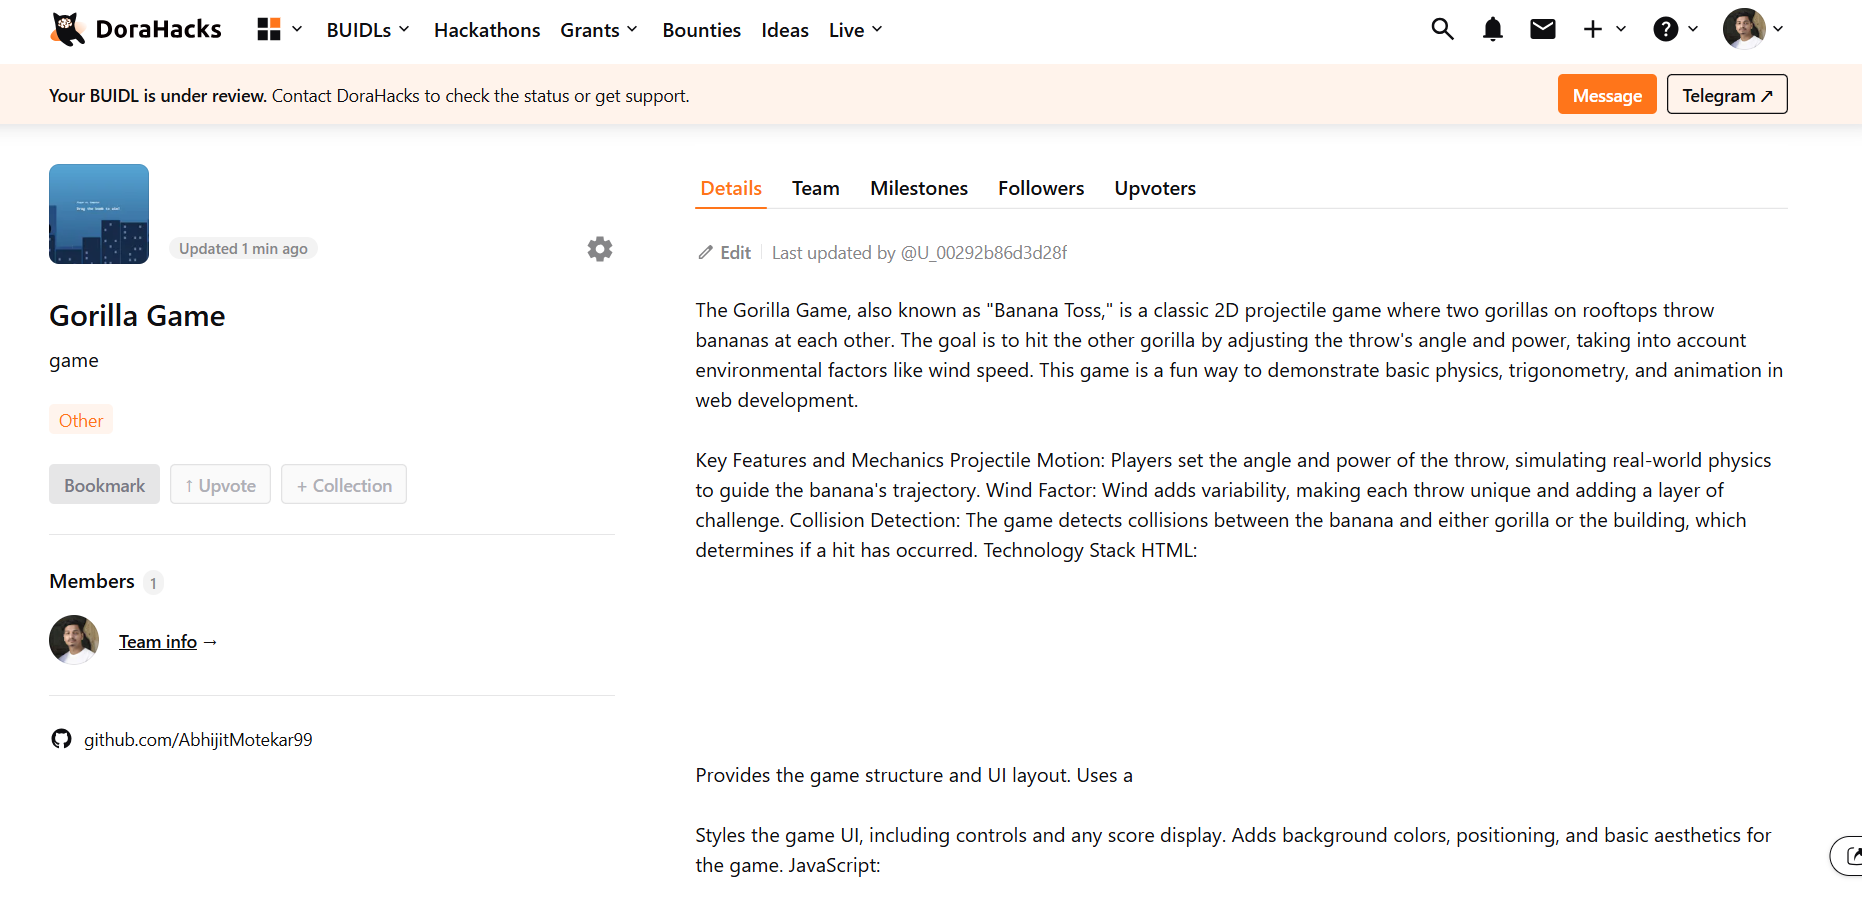 DoraHacks
BUIDLs
Hackathons
Grants
Bounties
Ideas
Live
Your BUIDL is under review. Contact DoraHacks to check the status or get support.
Message
Telegram ↗
Updated 1 min ago
Gorilla Game
game
Other
Bookmark
↑ Upvote
+ Collection
Members 1
Team info →
github.com/AbhijitMotekar99
Details
Team
Milestones
Followers
Upvoters
Edit
Last updated by @U_00292b86d3d28f
The Gorilla Game, also known as "Banana Toss," is a classic 2D projectile game where two gorillas on rooftops throw
bananas at each other. The goal is to hit the other gorilla by adjusting the throw's angle and power, taking into account
environmental factors like wind speed. This game is a fun way to demonstrate basic physics, trigonometry, and animation in
web development.
Key Features and Mechanics Projectile Motion: Players set the angle and power of the throw, simulating real-world physics
to guide the banana's trajectory. Wind Factor: Wind adds variability, making each throw unique and adding a layer of
challenge. Collision Detection: The game detects collisions between the banana and either gorilla or the building, which
determines if a hit has occurred. Technology Stack HTML:
Provides the game structure and UI layout. Uses a
Styles the game UI, including controls and any score display. Adds background colors, positioning, and basic aesthetics for
the game. JavaScript: